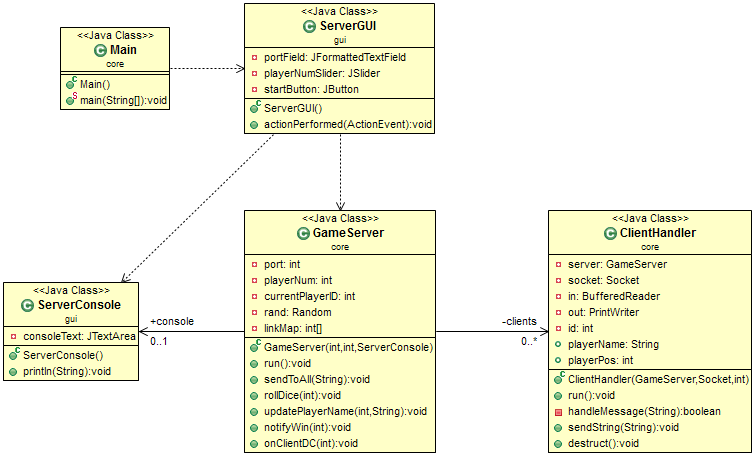 <<Java Class>>
Main
core
Main()
main(String[]):void
<<Java Class>>
ServerGUI
gui
portField: JFormattedTextField
playerNumSlider: JSlider
startButton: JButton
ServerGUI()
actionPerformed(ActionEvent):void
<<Java Class>>
ServerConsole
gui
consoleText: JTextArea
ServerConsole()
println(String):void
+console
0..1
<<Java Class>>
GameServer
core
port: int
playerNum: int
currentPlayerID: int
rand: Random
linkMap: int[]
GameServer(int,int,ServerConsole)
run():void
sendToAll(String):void
rollDice(int):void
updatePlayerName(int,String):void
notifyWin(int):void
onClientDC(int):void
-clients
0..*
<<Java Class>>
ClientHandler
core
server: GameServer
socket: Socket
in: BufferedReader
out: PrintWriter
id: int
playerName: String
playerPos: int
ClientHandler(GameServer,Socket,int)
run():void
handleMessage(String):boolean
sendString(String):void
destruct():void